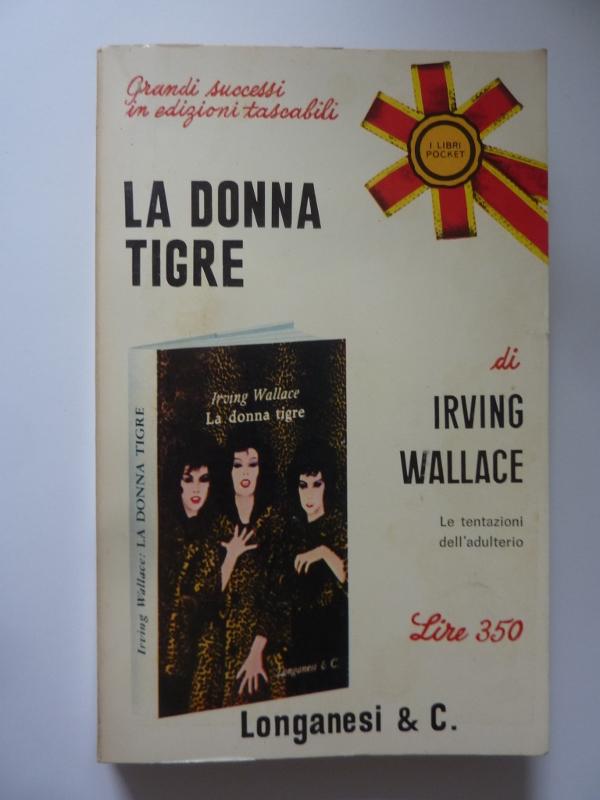 Grandi successi
in edizioni tascabili
I LIBRI
POCKET
LA DONNA
TIGRE
di
IRVING
WALLACE
Le tentazioni
dell'adulterio
Irving Wallace
La donna tigre
Irving Wallace: LA DONNA TIGRE
Longanesi & C.
Lire 350
Longanesi & C.